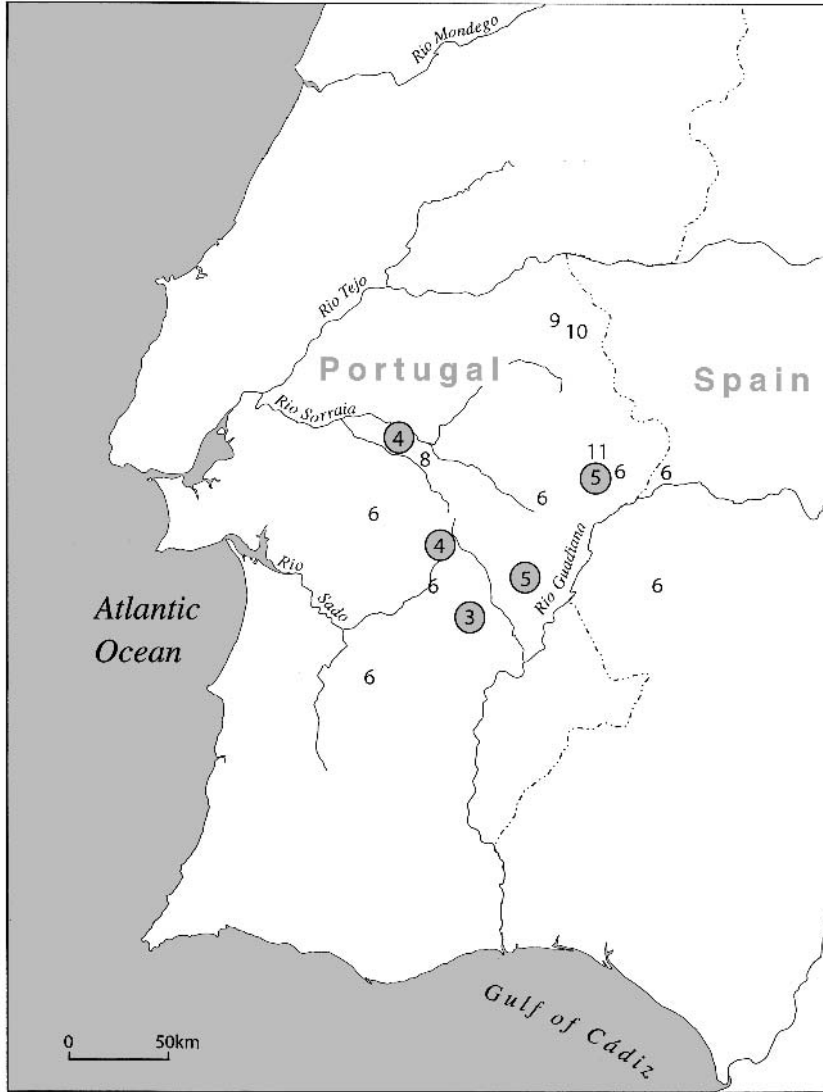 Rio Mondego
Rio Tejo
9
10
Portugal
Spain
Rio Sorraia
4
8
11
5
6
6
6
6
4
Rio
Sado
5
Rio Guadiana
6
6
3
Atlantic
Ocean
6
Gulf of Cádiz
0
50km